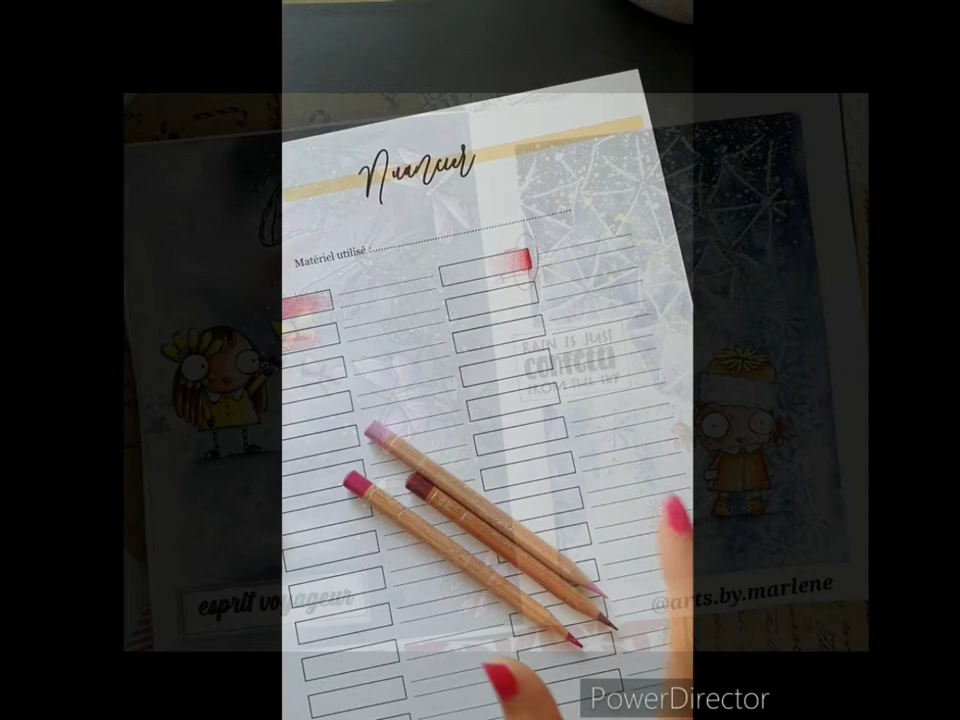 Nuancier
Matériel utilisé :
RAIN IS JUST
confetti
FROM THE SKY
esprit voyageur
@arts.by.marlene
PowerDirector